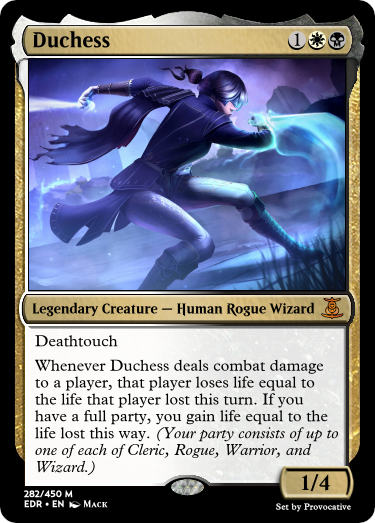 Duchess 1
Legendary Creature — Human Rogue Wizard
Deathtouch
Whenever Duchess deals combat damage
to a player, that player loses life equal to
the life that player lost this turn. If you
have a full party, you gain life equal to the
life lost this way. (Your party consists of up to
one of each of Cleric, Rogue, Warrior, and
Wizard.)
1/4
282/450 M
EDR • EN Mack
Set by Provocative